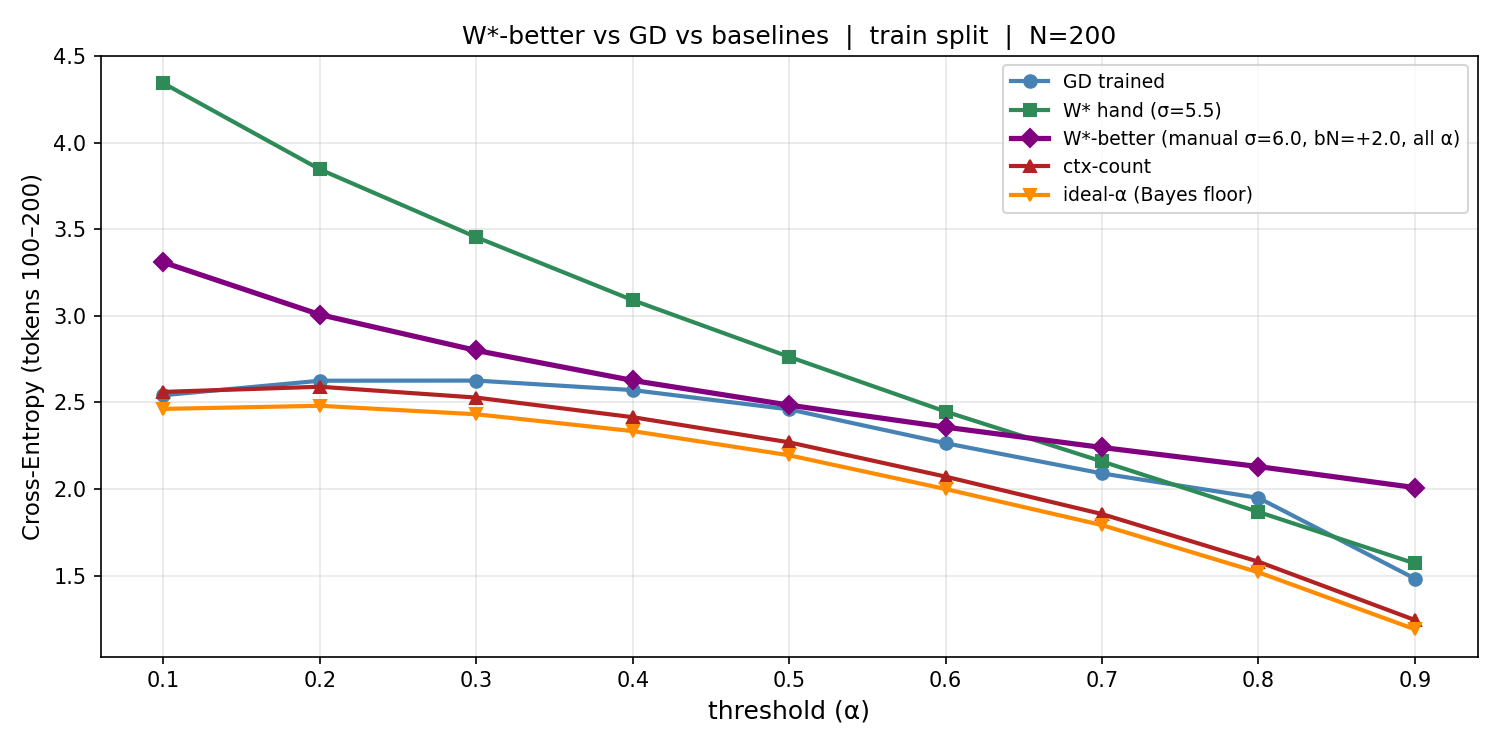 W*-better vs GD vs baselines | train split | N=200
GD trained
W* hand (σ=5.5)
W*-better (manual σ=6.0, bN=+2.0, all α)
ctx-count
ideal-α (Bayes floor)
Cross-Entropy (tokens 100–200)
4.5
4.0
3.5
3.0
2.5
2.0
1.5
0.1 0.2 0.3 0.4 0.5 0.6 0.7 0.8 0.9
threshold (α)